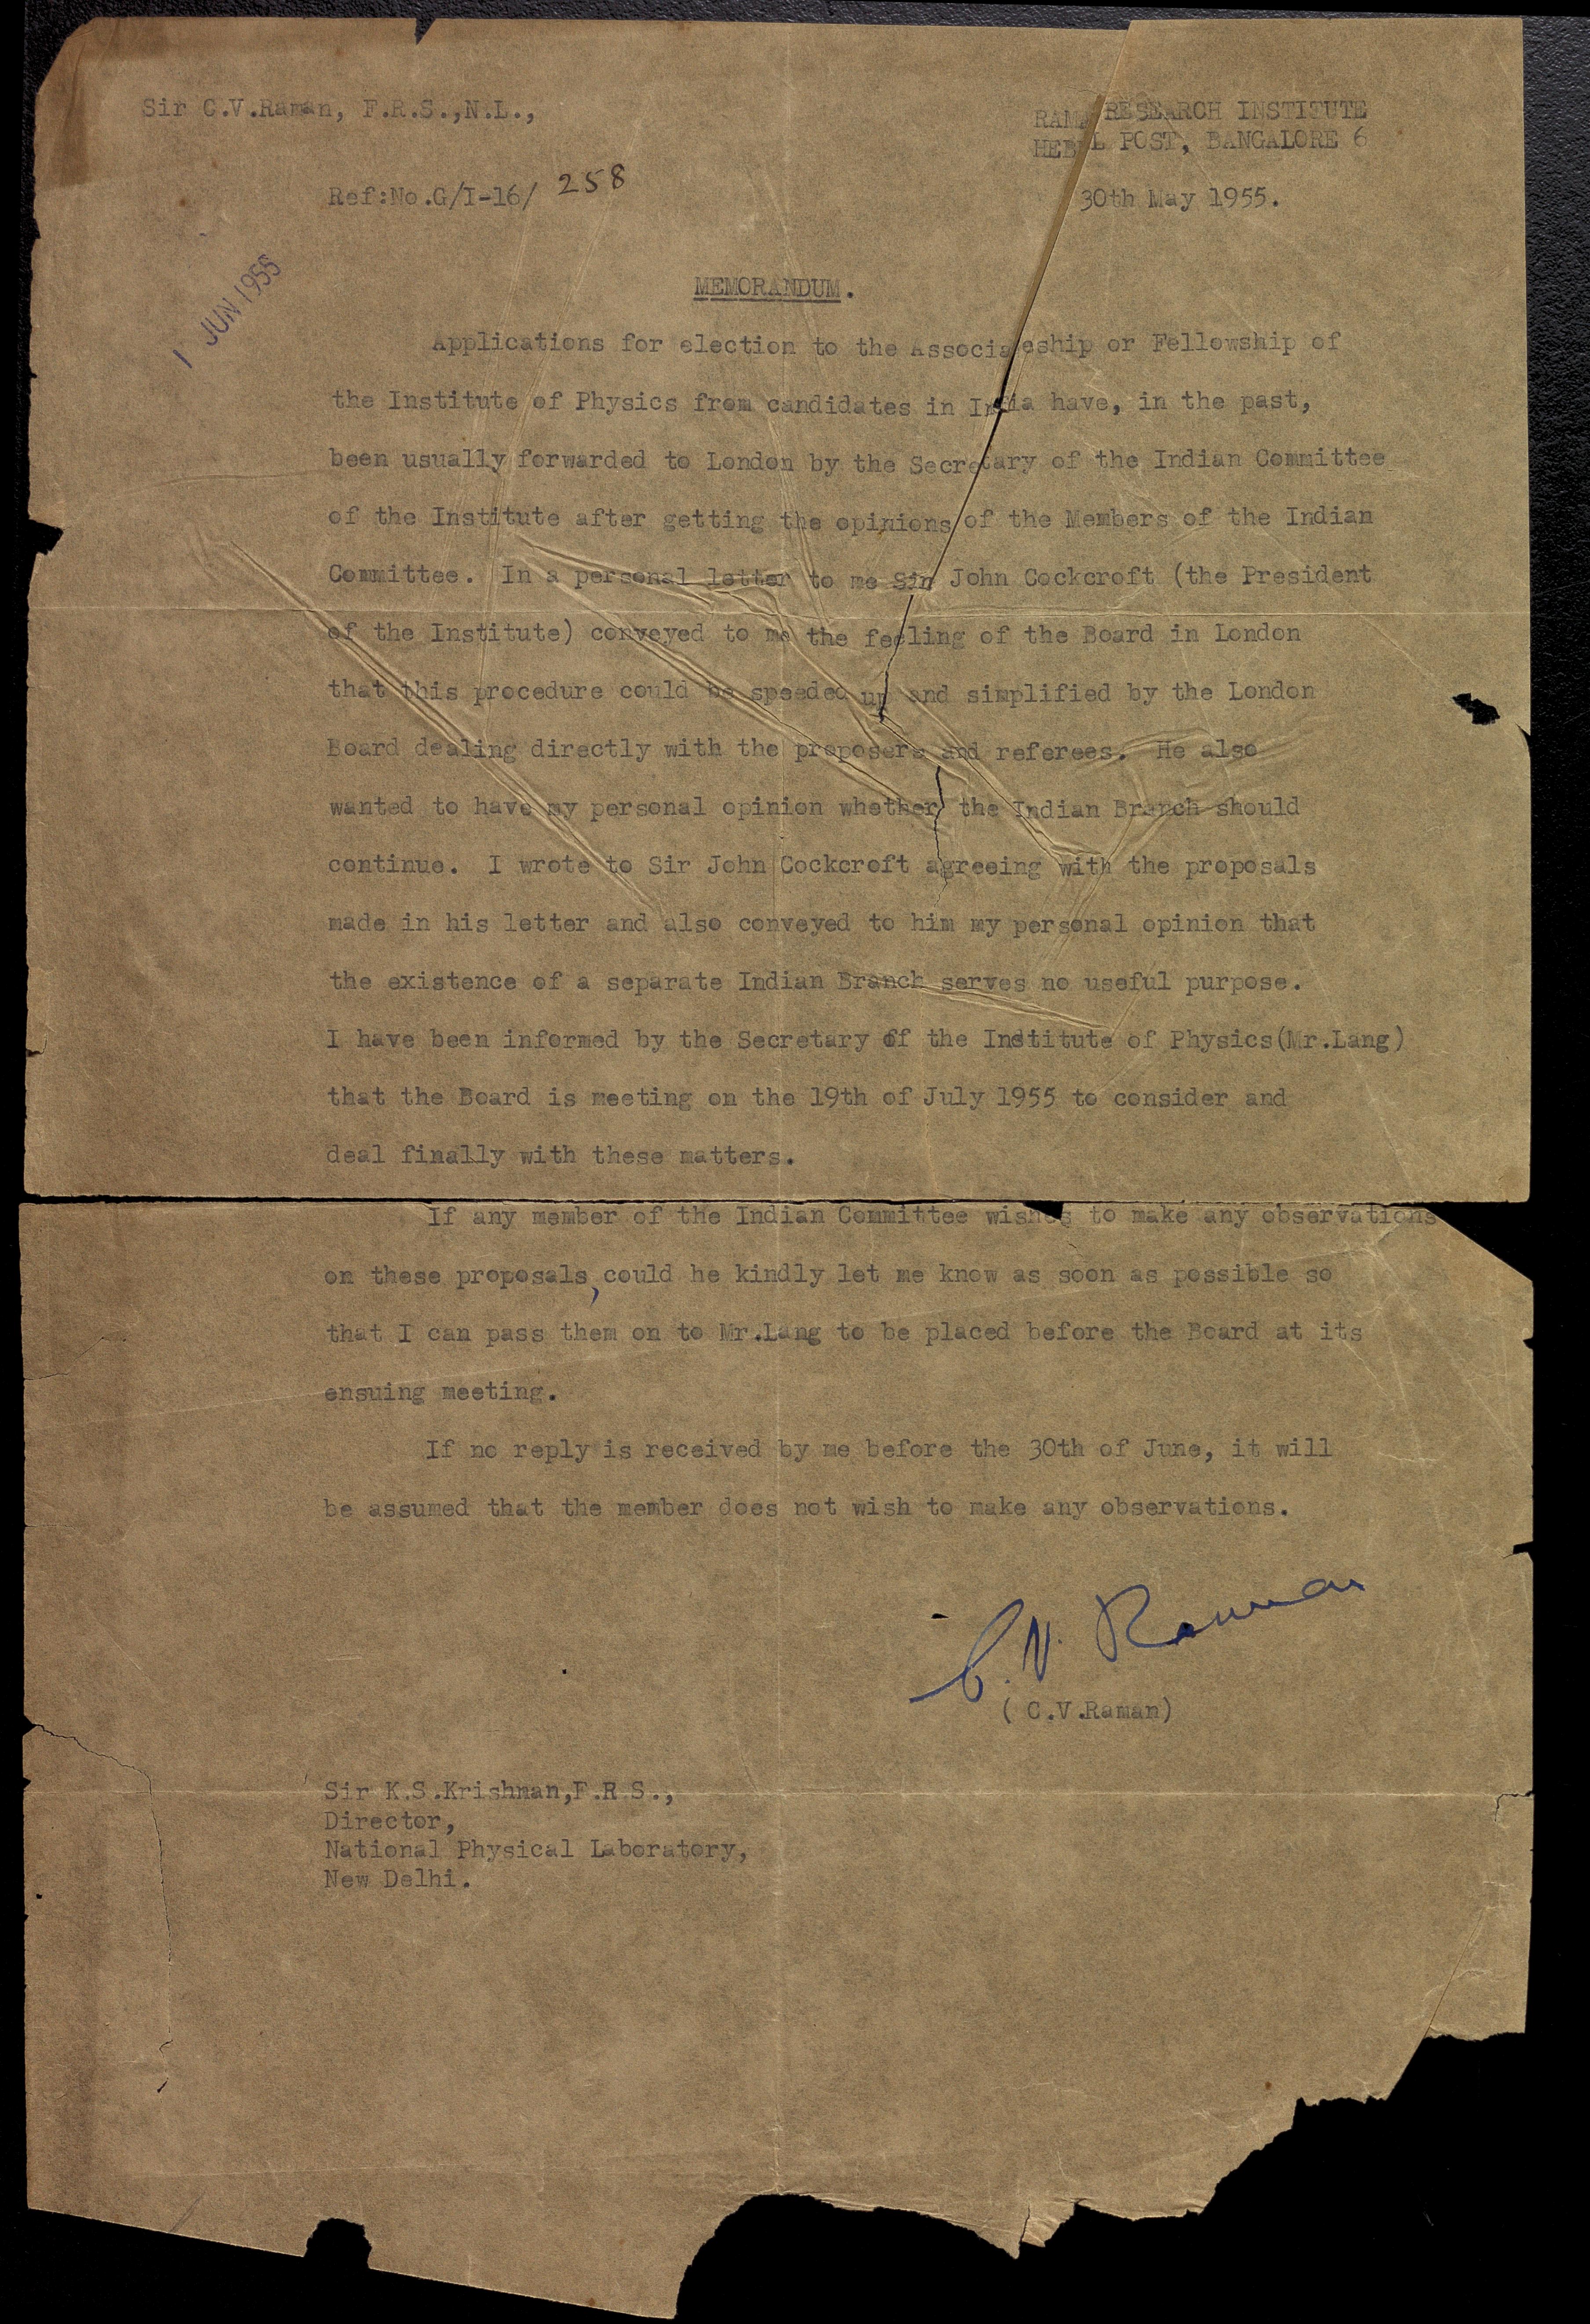 Sir C.V.Raman, F.R.S.,N.L.,
RAMA RESEARCH INSTITUTE
HEBBAL POST, BANGALORE 6
Ref:No.G/I-16/ 258
30th May 1955.
1 JUN 1955
MEMORANDUM.
Applications for election to the Associateship or Fellowship of
the Institute of Physics from candidates in India have, in the past,
been usually forwarded to London by the Secretary of the Indian Committee
of the Institute after getting the opinions of the Members of the Indian
Committee. In a personal letter to me Sir John Cockcroft (the President
of the Institute) conveyed to me the feeling of the Board in London
that this procedure could be speeded up and simplified by the London
Board dealing directly with the proposers and referees. He also
wanted to have my personal opinion whether the Indian Branch should
continue. I wrote to Sir John Cockcroft agreeing with the proposals
made in his letter and also conveyed to him my personal opinion that
the existence of a separate Indian Branch serves no useful purpose.
I have been informed by the Secretary of the Institute of Physics(Mr.Lang)
that the Board is meeting on the 19th of July 1955 to consider and
deal finally with these matters.
If any member of the Indian Committee wishes to make any observations
on these proposals, could he kindly let me know as soon as possible so
that I can pass them on to Mr.Lang to be placed before the Board at its
ensuing meeting.
If no reply is received by me before the 30th of June, it will
be assumed that the member does not wish to make any observations.
C.V. Raman
( C.V.Raman)
Sir K.S.Krishnan,F.R.S.,
Director,
National Physical Laboratory,
New Delhi.